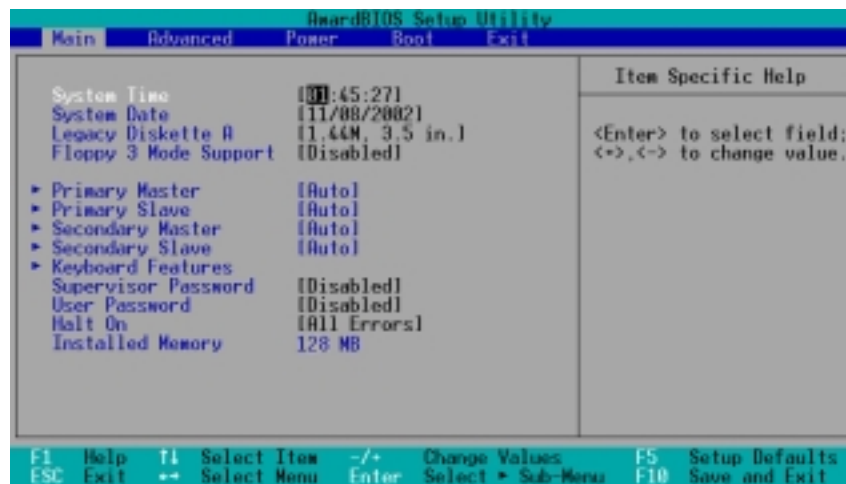 AwardBIOS Setup Utility
Main Advanced Power Boot Exit
Item Specific Help
System Time [01:45:27]
System Date [11/08/2002]
Legacy Diskette A [1.44M, 3.5 in.]
Floppy 3 Mode Support [Disabled]
<Enter> to select field;
<+>,<-> to change value.
▶ Primary Master [Auto]
▶ Primary Slave [Auto]
▶ Secondary Master [Auto]
▶ Secondary Slave [Auto]
▶ Keyboard Features
Supervisor Password [Disabled]
User Password [Disabled]
Halt On [All Errors]
Installed Memory 128 MB
F1 Help ↑↓ Select Item -/+ Change Values F5 Setup Defaults
ESC Exit ←→ Select Menu Enter Select ▶ Sub-Menu F10 Save and Exit